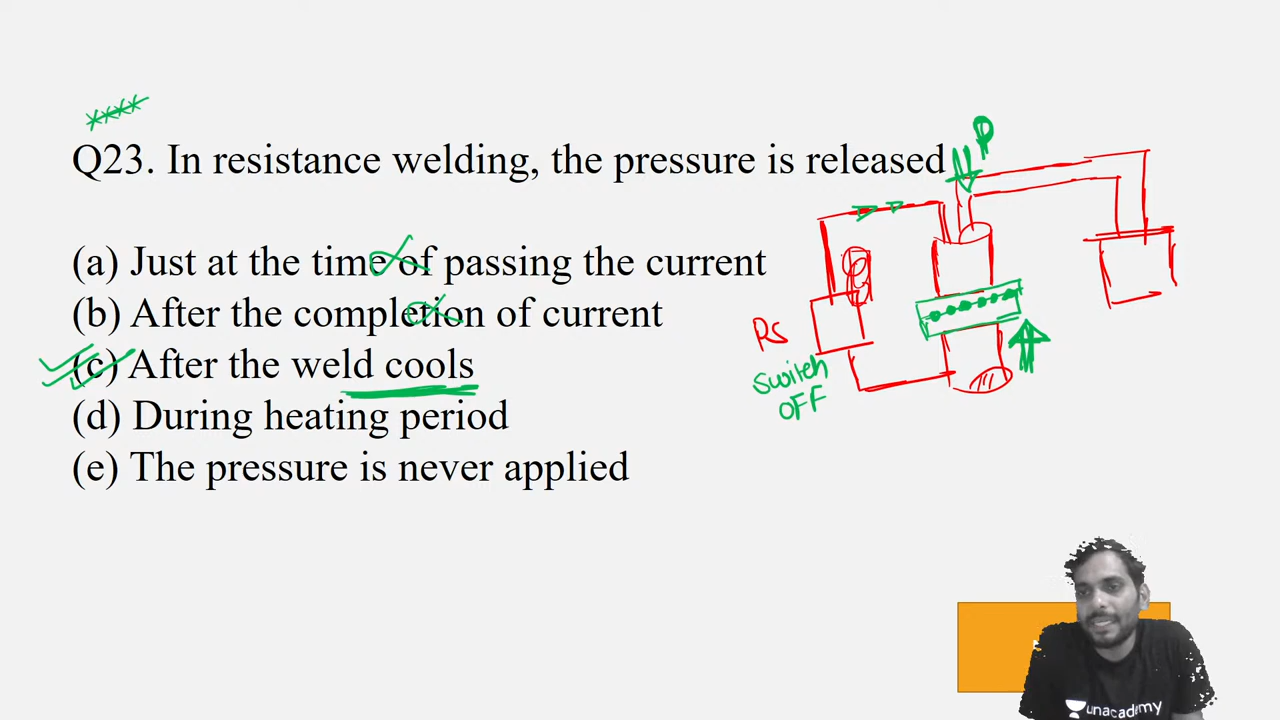 ****
Q23. In resistance welding, the pressure is released
(a) Just at the time of passing the current
(b) After the completion of current
(c) After the weld cools
(d) During heating period
(e) The pressure is never applied
P
RS
Switch
OFF
unacademy